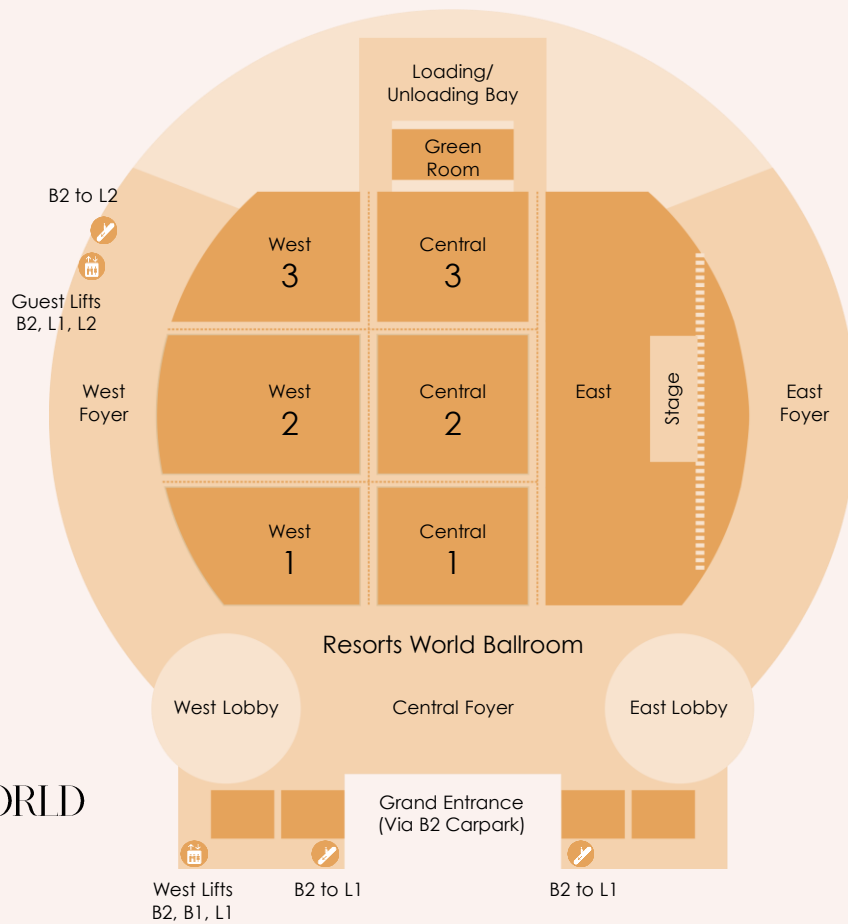 Loading/
Unloading Bay
Green
Room
B2 to L2
Guest Lifts
B2, L1, L2
West
3
Central
3
West
Foyer
West
2
Central
2
East
Stage
East
Foyer
West
1
Central
1
Resorts World Ballroom
West Lobby
Central Foyer
East Lobby
ORLD
Grand Entrance
(Via B2 Carpark)
West Lifts
B2, B1, L1
B2 to L1
B2 to L1